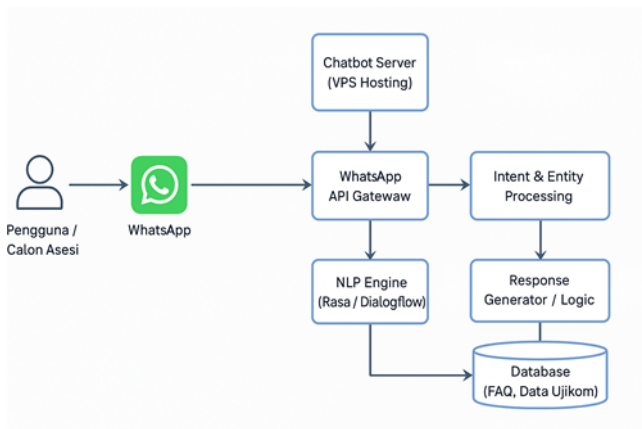 Chatbot Server
(VPS Hosting)
Pengguna /
Calon Asesi
WhatsApp
WhatsApp
API Gatewaw
Intent & Entity
Processing
NLP Engine
(Rasa / Dialogflow)
Response
Generator / Logic
Database
(FAQ, Data Ujikom)